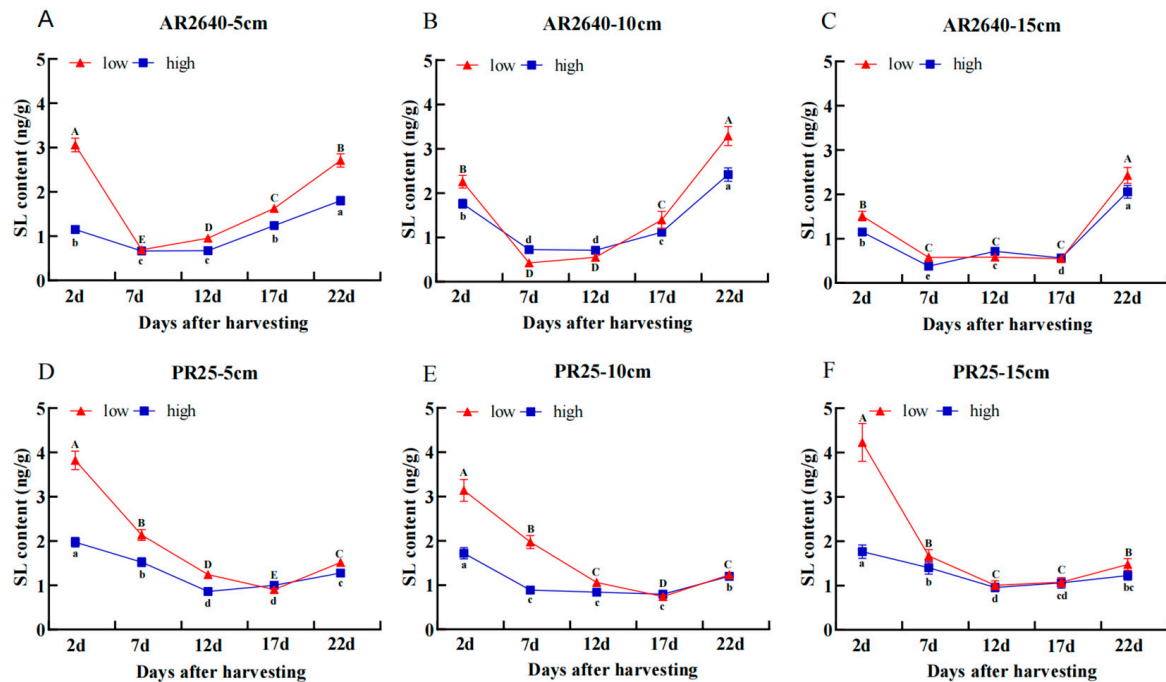 A
AR2640-5cm
low high
SL content (ng/g)
5
4
3
2
1
0
A
E
D
C
B
b
c
c
b
a
2d 7d 12d 17d 22d
Days after harvesting
B
AR2640-10cm
low high
SL content (ng/g)
5
4
3
2
1
0
B
d
d
C
A
b
D
D
c
a
2d 7d 12d 17d 22d
Days after harvesting
C
AR2640-15cm
low high
SL content (ng/g)
5
4
3
2
1
0
B
C
C
C
A
b
e
c
d
a
2d 7d 12d 17d 22d
Days after harvesting
D
PR25-5cm
low high
SL content (ng/g)
5
4
3
2
1
0
A
B
D
E
C
a
b
d
d
c
2d 7d 12d 17d 22d
Days after harvesting
E
PR25-10cm
low high
SL content (ng/g)
5
4
3
2
1
0
A
B
C
D
C
a
c
c
c
b
2d 7d 12d 17d 22d
Days after harvesting
F
PR25-15cm
low high
SL content (ng/g)
5
4
3
2
1
0
A
B
C
C
B
a
b
d
cd
bc
2d 7d 12d 17d 22d
Days after harvesting